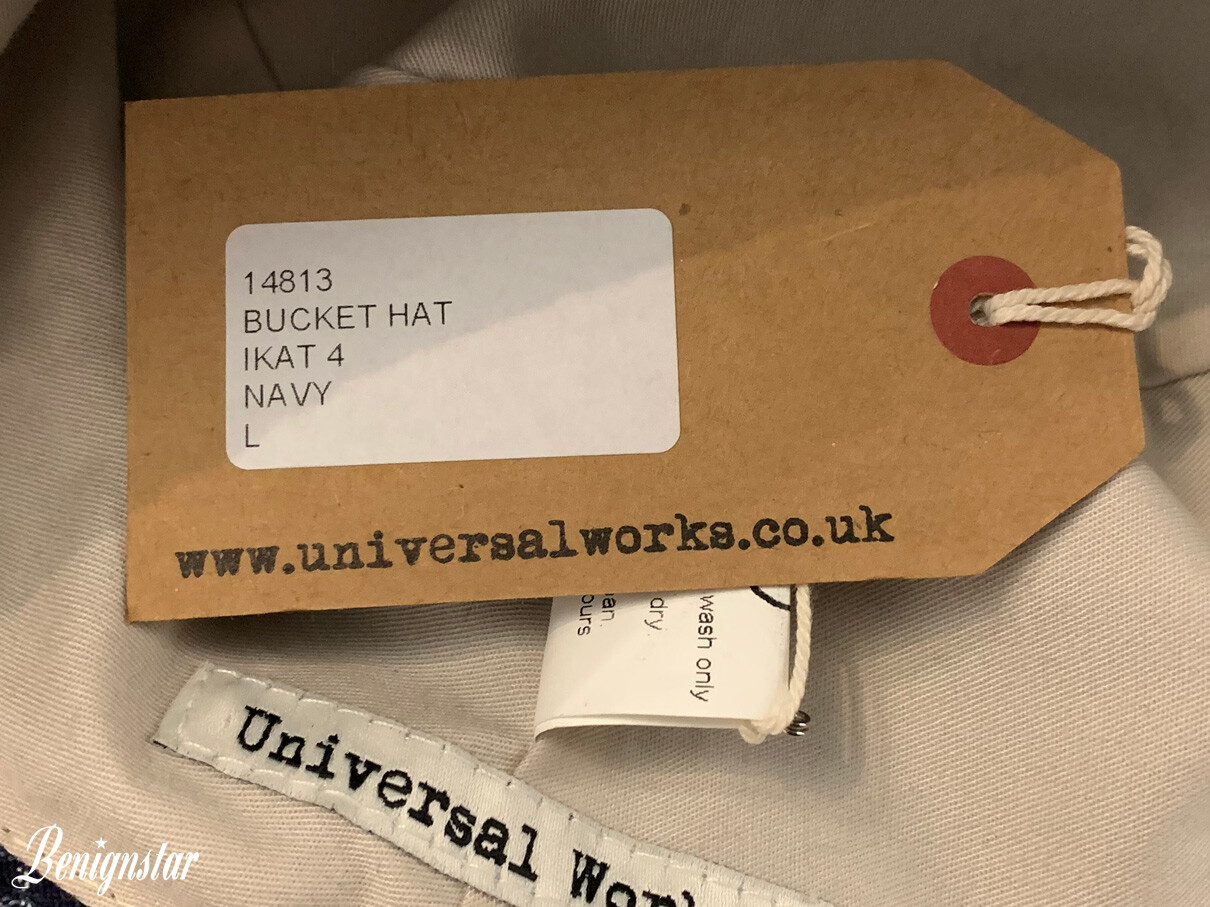 14813
BUCKET HAT
IKAT 4
NAVY
L
www.universalworks.co.uk
wash only
dry.
Universal
Benignstar